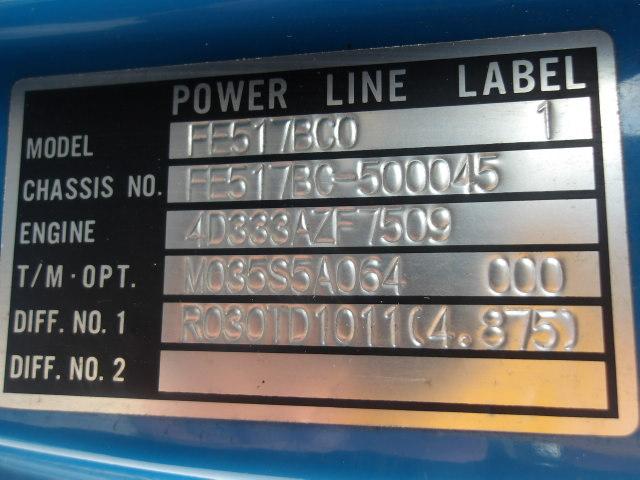 POWER LINE LABEL
MODEL FE517BC0 1
CHASSIS NO. FE517BC-500045
ENGINE 4D333AZF7509
T/M·OPT. M035S5A064 000
DIFF. NO. 1 R030TD1011(4.875)
DIFF. NO. 2